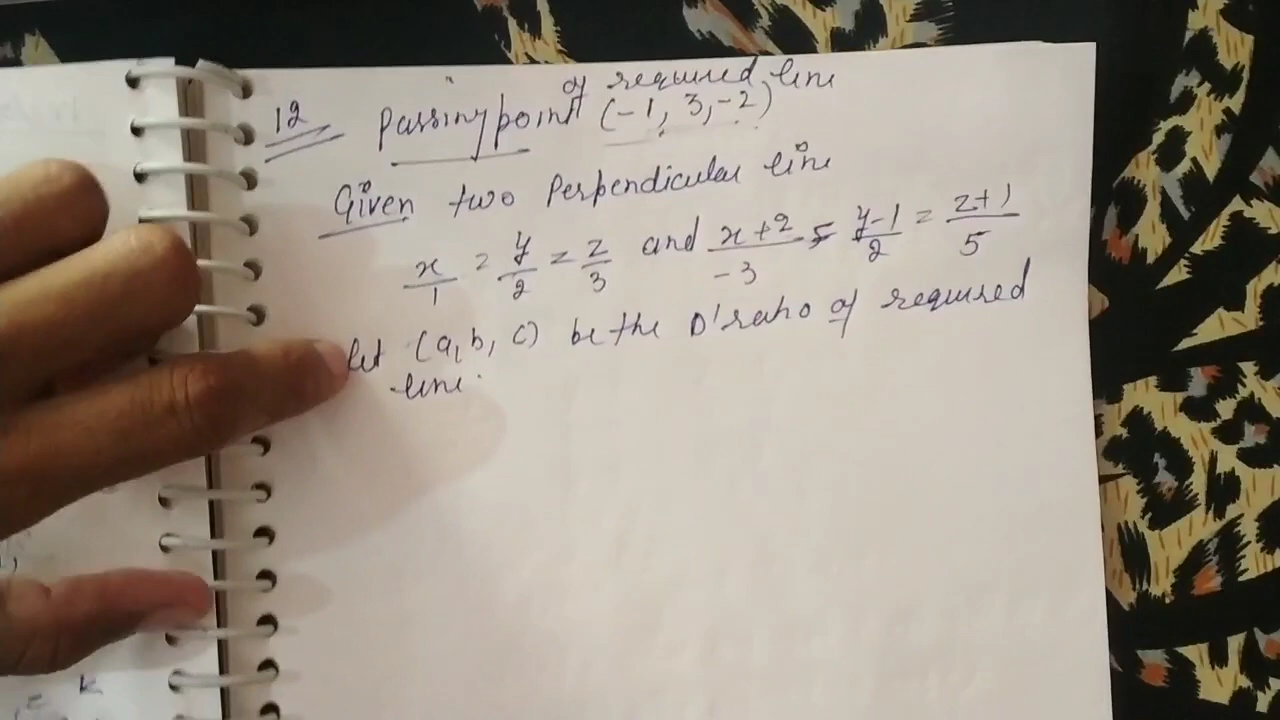 of required line
12 Passing point (-1, 3, -2)
Given two Perpendicular line
x/1 = y/2 = z/3 and x+2/-3 = y-1/2 = z+1/5
let (a, b, c) be the D'ratio of required
line.
k